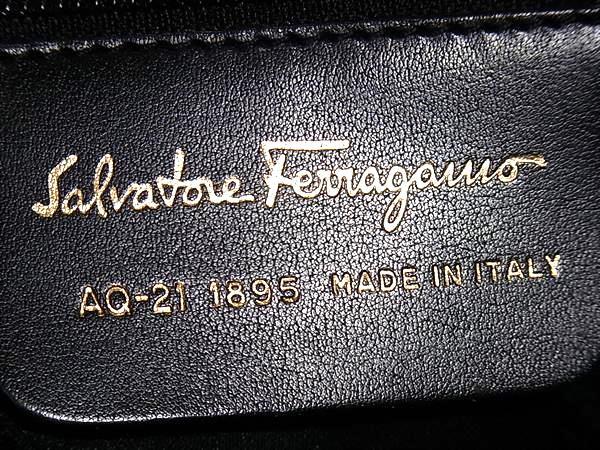 Salvatore Ferragamo
AQ-21 1895 MADE IN ITALY